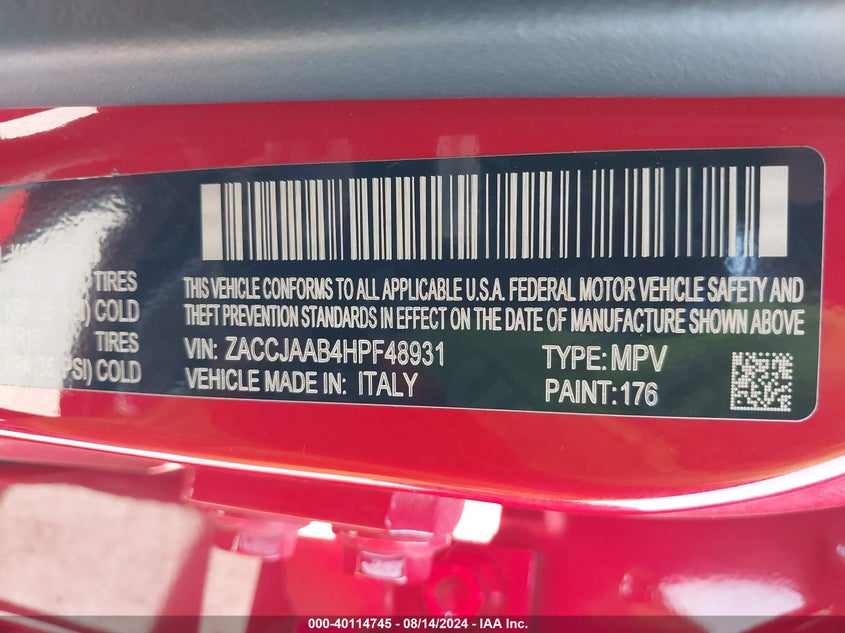 THIS VEHICLE CONFORMS TO ALL APPLICABLE U.S.A. FEDERAL MOTOR VEHICLE SAFETY AND
THEFT PREVENTION STANDARDS IN EFFECT ON THE DATE OF MANUFACTURE SHOWN ABOVE
TIRES
COLD
TIRES
PSI) COLD
VIN: ZACCJAAB4HPF48931 TYPE: MPV
VEHICLE MADE IN: ITALY PAINT: 176
000-40114745 - 08/14/2024 - IAA Inc.